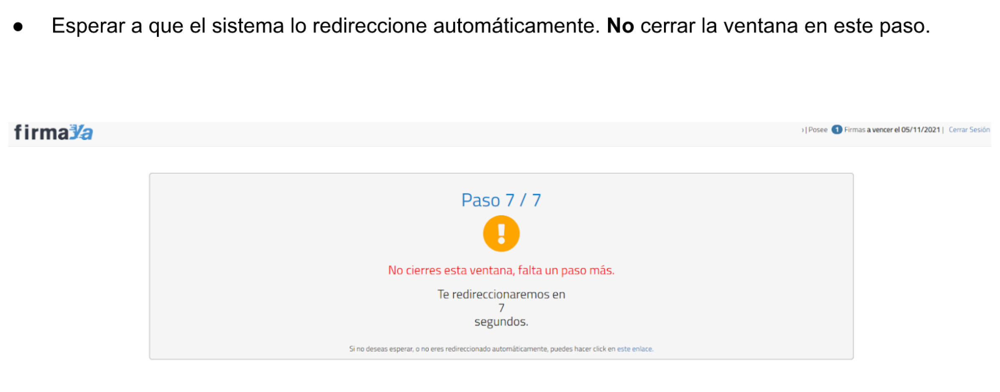 ● Esperar a que el sistema lo redireccione automáticamente. No cerrar la ventana en este paso.
firmaYa
| Posee 1 Firmas a vencer el 05/11/2021 | Cerrar Sesión
Paso 7 / 7
!
No cierres esta ventana, falta un paso más.
Te redireccionaremos en
7
segundos.
Si no deseas esperar, o no eres redireccionado automáticamente, puedes hacer click en este enlace.